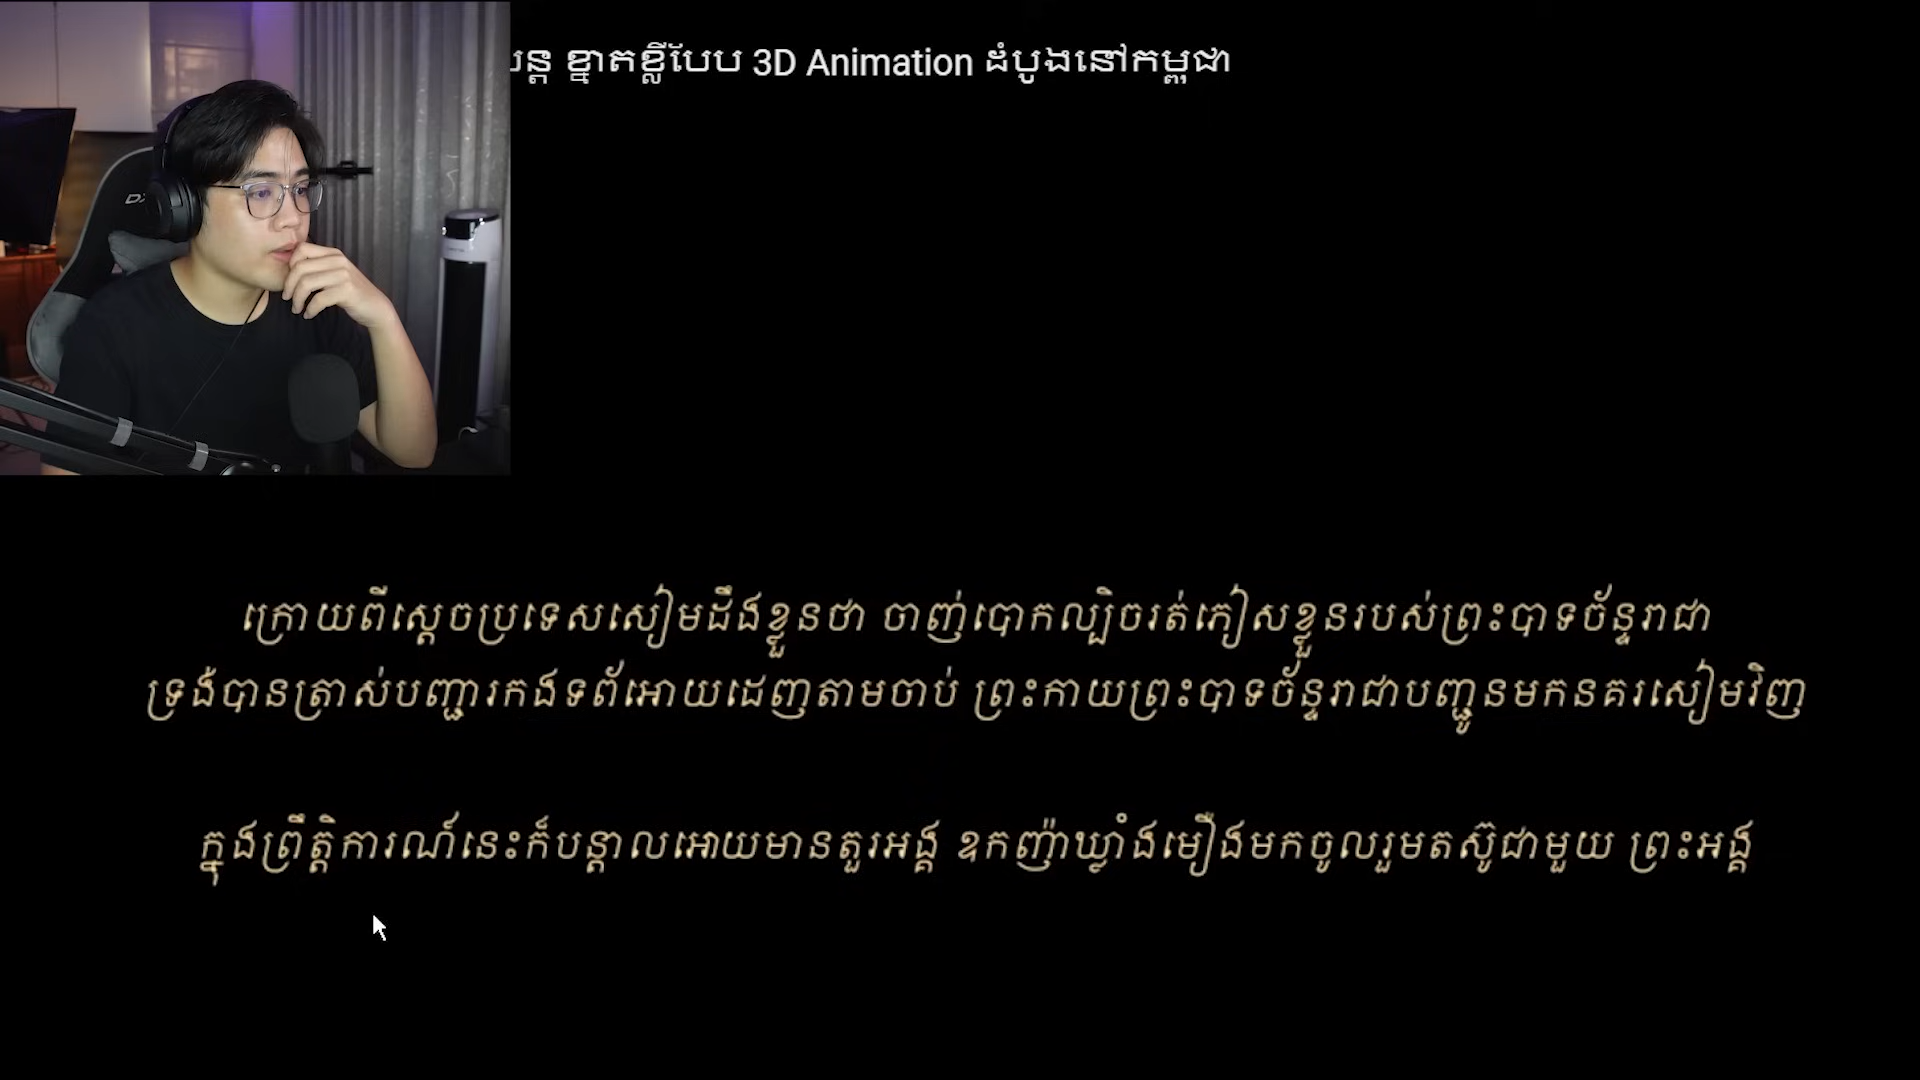 ខ្នាតខ្លីបែប 3D Animation ដំបូងនៅកម្ពុជា
ក្រោយពីស្តេចប្រទេសសៀមដឹងខ្លួនថា ចាញ់បោកល្បិចរត់ភៀសខ្លួនរបស់ព្រះបាទច័ន្ទរាជា
ទ្រង់បានត្រាស់បញ្ជារកងទព័អោយដេញតាមចាប់ ព្រះកាយព្រះបាទច័ន្ទរាជាបញ្ជូនមកនគរសៀមវិញ
ក្នុងព្រឹត្តិការណ៍នេះក៏បន្តាលអោយមានតួរអង្គ ឧកញ៉ាឃ្លាំងមឿងមកចូលរួមតស៊ូជាមួយ ព្រះអង្គ